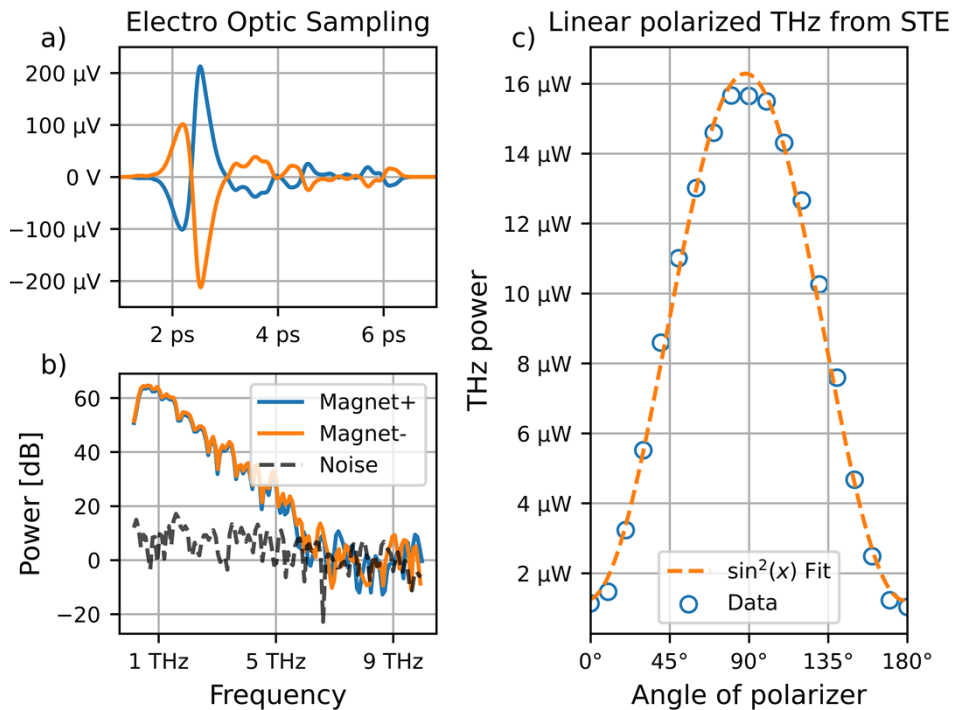 Electro Optic Sampling
a)
200 µV
100 µV
0 V
−100 µV
−200 µV
2 ps
4 ps
6 ps
b)
60
40
20
0
−20
Power [dB]
Magnet+
Magnet-
Noise
1 THz
5 THz
9 THz
Frequency
Linear polarized THz from STE
c)
16 µW
14 µW
12 µW
10 µW
8 µW
6 µW
4 µW
2 µW
THz power
sin²(x) Fit
Data
0°
45°
90°
135°
180°
Angle of polarizer